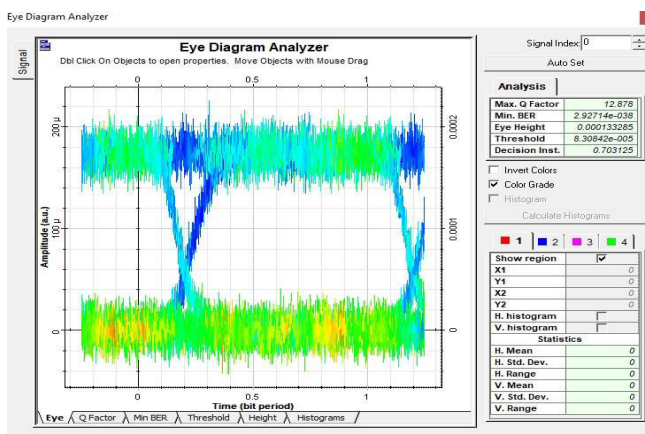 Eye Diagram Analyzer
Signal
Eye Diagram Analyzer
Dbl Click On Objects to open properties. Move Objects with Mouse Drag
0 0.5 1
200 µ
100 µ
0
Amplitude (a.u.)
0.0002
0.0001
0
0 0.5 1
Time (bit period)
Eye Q Factor Min BER Threshold Height Histograms
Signal Index: 0
Auto Set
Analysis
Max. Q Factor 12.878
Min. BER 2.92714e-038
Eye Height 0.000133285
Threshold 8.30842e-005
Decision Inst. 0.703125
Invert Colors
Color Grade
Histogram
Calculate Histograms
1 2 3 4
Show region
X1 0
Y1 0
X2 0
Y2 0
H. histogram
V. histogram
Statistics
H. Mean 0
H. Std. Dev. 0
H. Range 0
V. Mean 0
V. Std. Dev. 0
V. Range 0